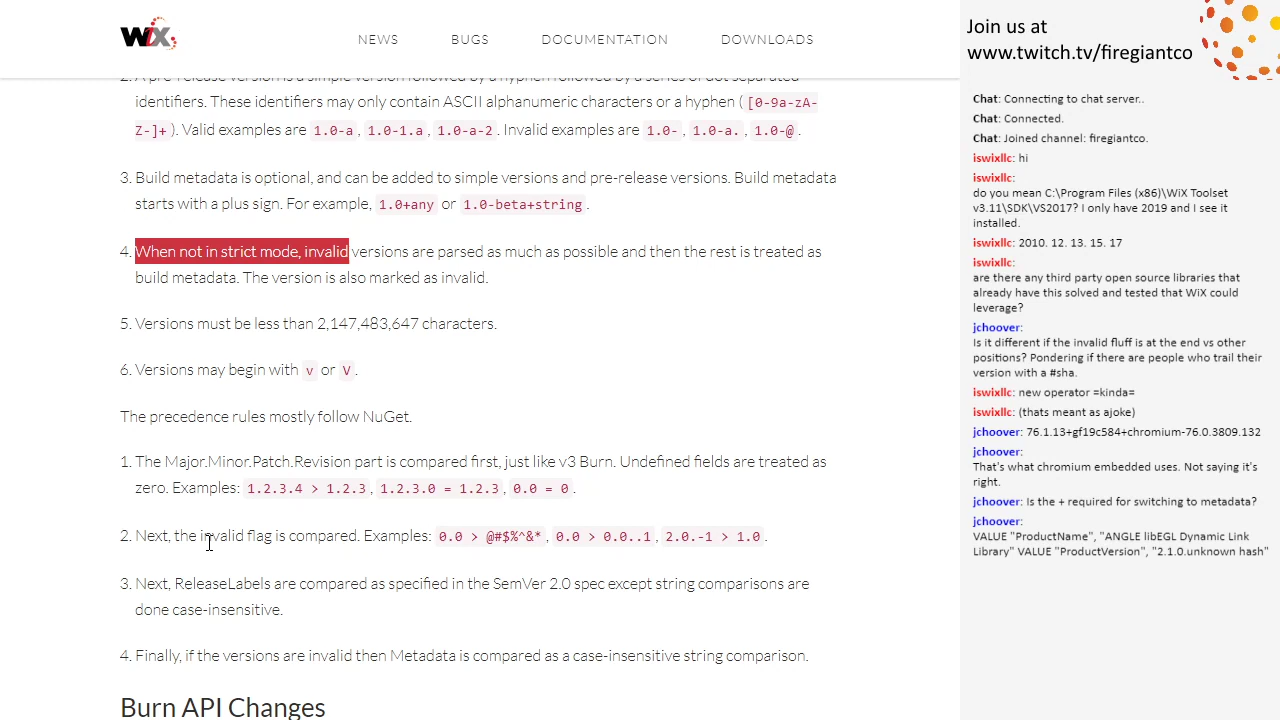 WiX
NEWS
BUGS
DOCUMENTATION
DOWNLOADS
2. A pre-release version is a simple version followed by a hyphen followed by a series of dot separated
identifiers. These identifiers may only contain ASCII alphanumeric characters or a hyphen ( [0-9a-zA-
Z-]+ ). Valid examples are 1.0-a , 1.0-1.a , 1.0-a-2 . Invalid examples are 1.0- , 1.0-a. , 1.0-@ .
3. Build metadata is optional, and can be added to simple versions and pre-release versions. Build metadata
starts with a plus sign. For example, 1.0+any or 1.0-beta+string .
4. When not in strict mode, invalid versions are parsed as much as possible and then the rest is treated as
build metadata. The version is also marked as invalid.
5. Versions must be less than 2,147,483,647 characters.
6. Versions may begin with v or V .
The precedence rules mostly follow NuGet.
1. The Major.Minor.Patch.Revision part is compared first, just like v3 Burn. Undefined fields are treated as
zero. Examples: 1.2.3.4 > 1.2.3 , 1.2.3.0 = 1.2.3 , 0.0 = 0 .
2. Next, the invalid flag is compared. Examples: 0.0 > @#$%^&* , 0.0 > 0.0..1 , 2.0.-1 > 1.0 .
3. Next, ReleaseLabels are compared as specified in the SemVer 2.0 spec except string comparisons are
done case-insensitive.
4. Finally, if the versions are invalid then Metadata is compared as a case-insensitive string comparison.
Burn API Changes
Join us at
www.twitch.tv/firegiantco
Chat: Connecting to chat server..
Chat: Connected.
Chat: Joined channel: firegiantco.
iswixllc: hi
iswixllc:
do you mean C:\Program Files (x86)\WiX Toolset
v3.11\SDK\VS2017? I only have 2019 and I see it
installed.
iswixllc: 2010. 12. 13. 15. 17
iswixllc:
are there any third party open source libraries that
already have this solved and tested that WiX could
leverage?
jchoover:
Is it different if the invalid fluff is at the end vs other
positions? Pondering if there are people who trail their
version with a #sha.
iswixllc: new operator =kinda=
iswixllc: (thats meant as ajoke)
jchoover: 76.1.13+gf19c584+chromium-76.0.3809.132
jchoover:
That's what chromium embedded uses. Not saying it's
right.
jchoover: Is the + required for switching to metadata?
jchoover:
VALUE "ProductName", "ANGLE libEGL Dynamic Link
Library" VALUE "ProductVersion", "2.1.0.unknown hash"